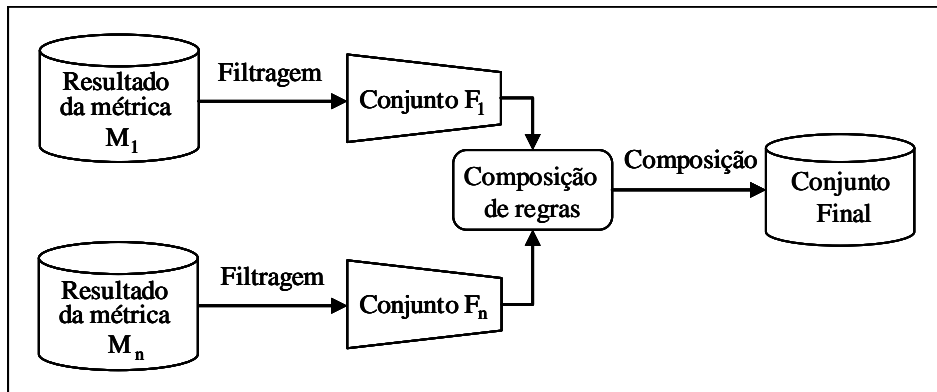 Resultado
da métrica
M1
Filtragem
Conjunto F1
Composição
de regras
Composição
Conjunto
Final
Resultado
da métrica
Mn
Filtragem
Conjunto Fn